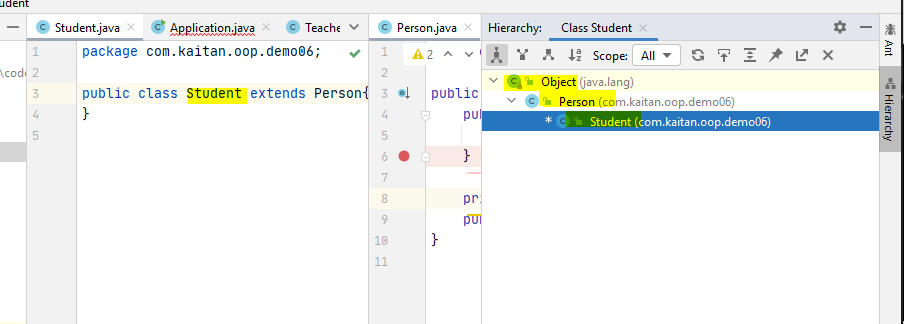 tudent
Student.java
Application.java
Teache
Person.java
Hierarchy:
Class Student
\code
1
package com.kaitan.oop.demo06;
2
3
public class Student extends Person{
4
}
5
1
2
2
3
public
4
pu
5
6
}
7
8
pri
9
pu
10
}
11
Scope:
All
Object (java.lang)
Person (com.kaitan.oop.demo06)
* Student (com.kaitan.oop.demo06)
Ant
Hierarchy